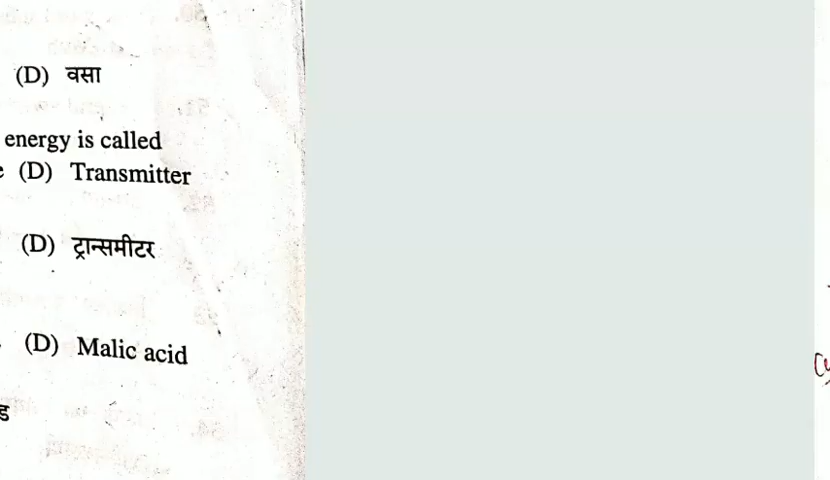 (D) वसा
energy is called
(D) Transmitter
(D) ट्रान्समीटर
(D) Malic acid